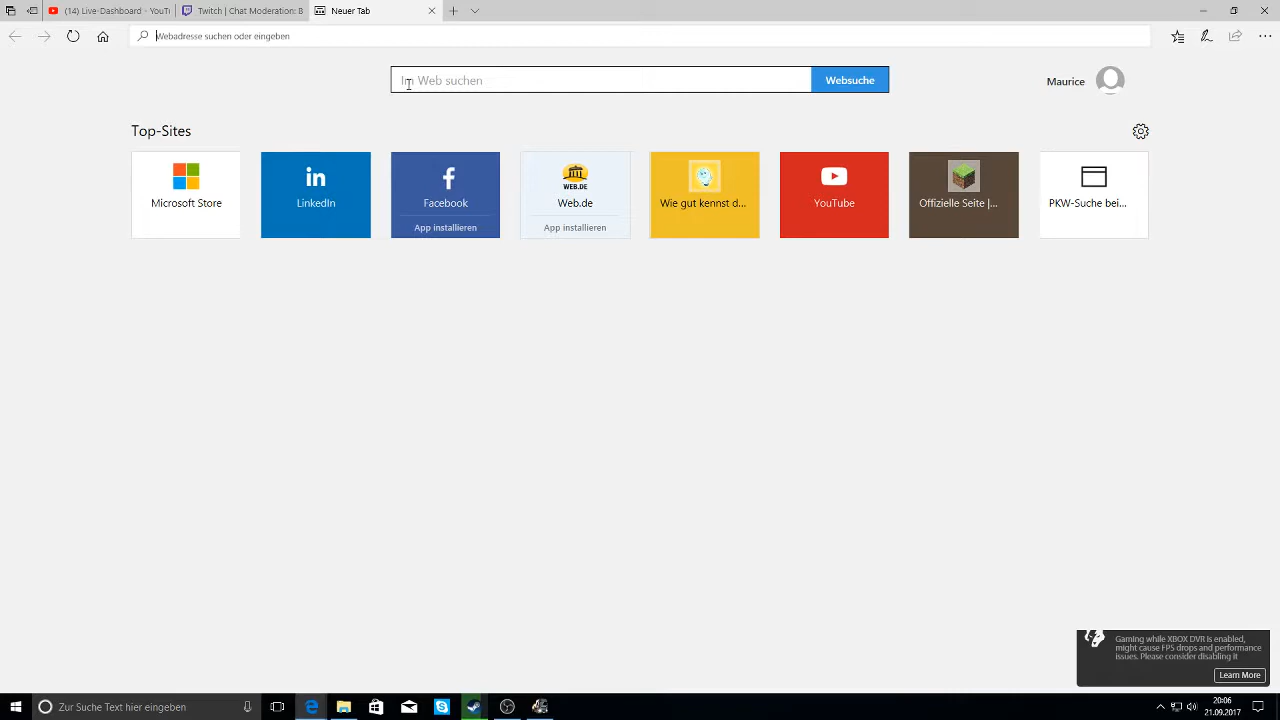 (14) Live-Dashboard - YouT
Twitch | Chat Moderation: B
Neuer Tab
Webadresse suchen oder eingeben
Im Web suchen
Websuche
Maurice
Top-Sites
Microsoft Store
LinkedIn
Facebook
App installieren
WEB.DE
Web.de
App installieren
Wie gut kennst d...
YouTube
Offizielle Seite |...
PKW-Suche bei...
Gaming while XBOX DVR is enabled,
might cause FPS drops and performance
issues. Please consider disabling it
Learn More
Zur Suche Text hier eingeben
20:06
21.09.2017